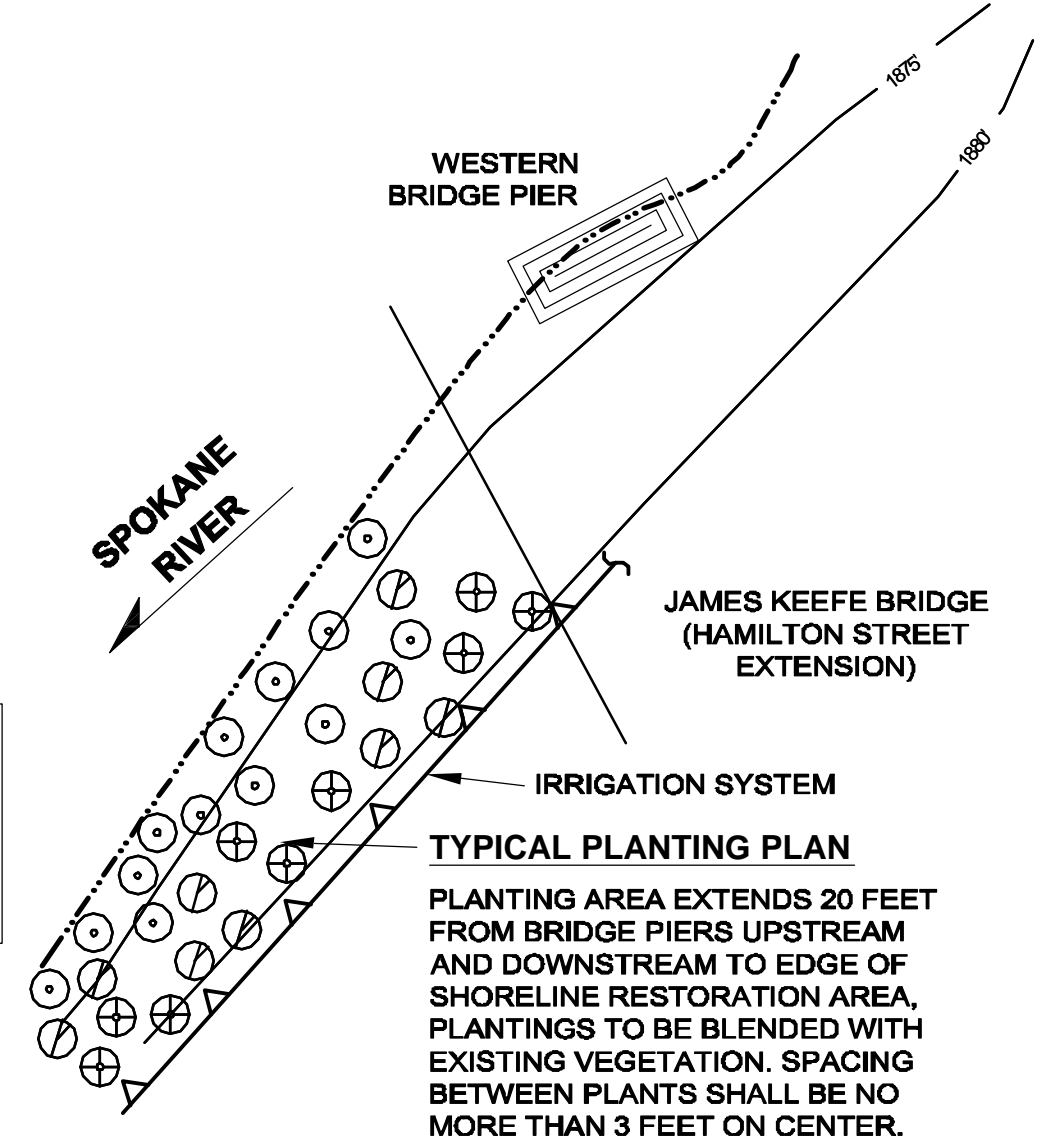 1875'
1880'
WESTERN
BRIDGE PIER
SPOKANE
RIVER
JAMES KEEFE BRIDGE
(HAMILTON STREET
EXTENSION)
IRRIGATION SYSTEM
TYPICAL PLANTING PLAN
PLANTING AREA EXTENDS 20 FEET
FROM BRIDGE PIERS UPSTREAM
AND DOWNSTREAM TO EDGE OF
SHORELINE RESTORATION AREA,
PLANTINGS TO BE BLENDED WITH
EXISTING VEGETATION. SPACING
BETWEEN PLANTS SHALL BE NO
MORE THAN 3 FEET ON CENTER.